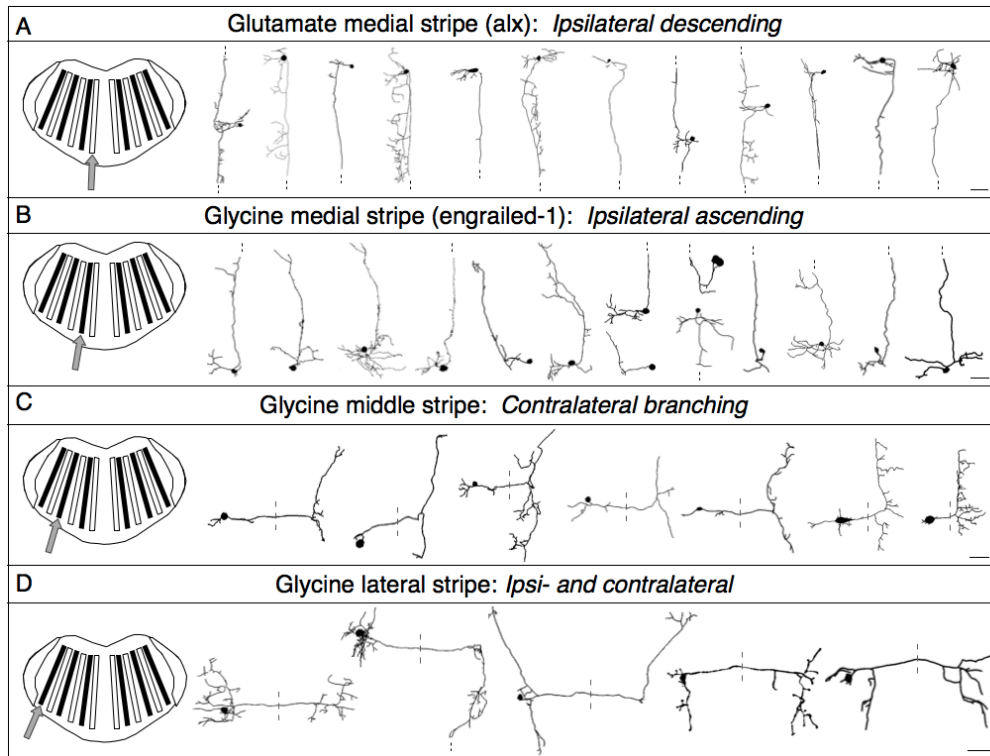 A
Glutamate medial stripe (alx): Ipsilateral descending
B
Glycine medial stripe (engrailed-1): Ipsilateral ascending
C
Glycine middle stripe: Contralateral branching
D
Glycine lateral stripe: Ipsi- and contralateral